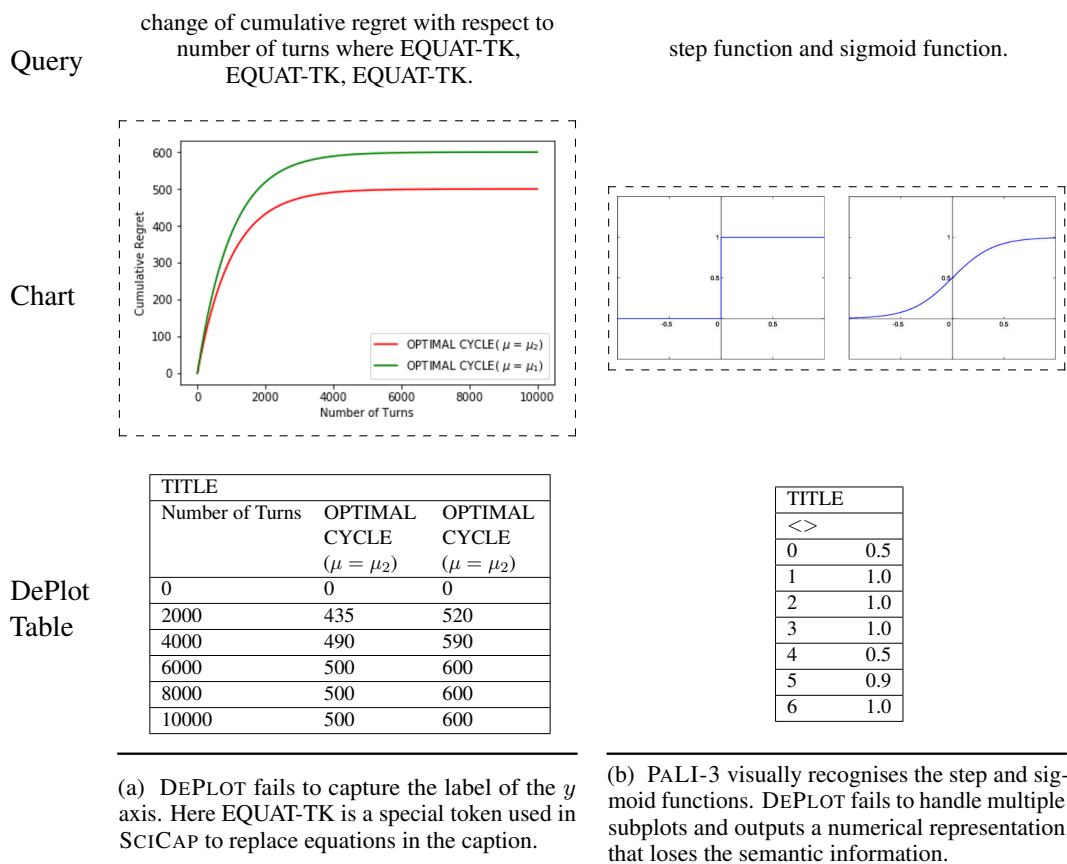 Query
change of cumulative regret with respect to
number of turns where EQUAT-TK,
EQUAT-TK, EQUAT-TK.
step function and sigmoid function.
Chart
600
500
400
300
200
100
0
Cumulative Regret
OPTIMAL CYCLE( μ = μ₂)
OPTIMAL CYCLE( μ = μ₁)
0 2000 4000 6000 8000 10000
Number of Turns
1
0.5
-0.5 0.5
1
0.5
-0.5 0.5
DePlot
Table
TITLE
Number of Turns OPTIMAL OPTIMAL
CYCLE CYCLE
(μ = μ₂) (μ = μ₂)
0 0 0
2000 435 520
4000 490 590
6000 500 600
8000 500 600
10000 500 600
TITLE
<>
0 0.5
1 1.0
2 1.0
3 1.0
4 0.5
5 0.9
6 1.0
(a) DEPLOT fails to capture the label of the y
axis. Here EQUAT-TK is a special token used in
SCICAP to replace equations in the caption.
(b) PALI-3 visually recognises the step and sig-
moid functions. DEPLOT fails to handle multiple
subplots and outputs a numerical representation
that loses the semantic information.